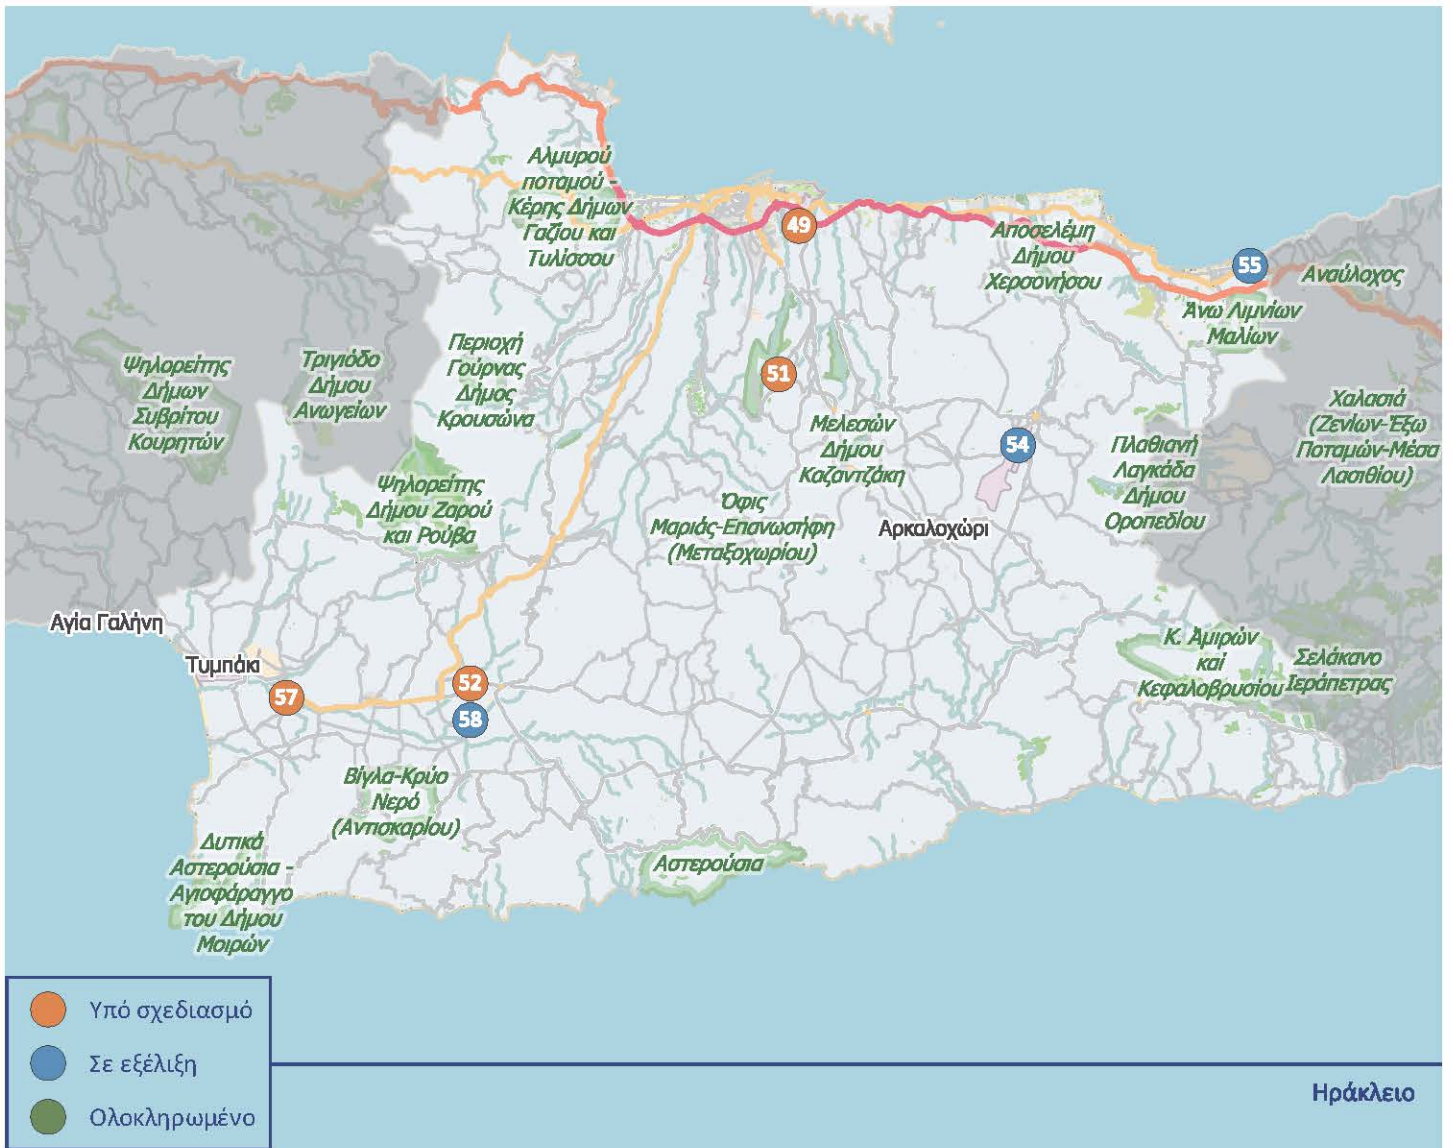 Αλμυρού
ποταμού -
Κέρης Δήμων
Γαζίου και
Τυλίσσου
49
Αποσελέμη
Δήμου
Χερσονήσου
55
Αναύλοχος
Άνω Λιμνίων
Μαλίων
Ψηλορείτης
Δήμων
Συβρίτου
Κουρητών
Τριγιόδο
Δήμου
Ανωγείων
Περιοχή
Γούρνας
Δήμος
Κρουσώνα
51
Μελεσών
Δήμου
Καζαντζάκη
54
Πλαθιανή
Λαγκάδα
Δήμου
Οροπεδίου
Χαλασιά
(Ζενίων-Έξω
Ποταμών-Μέσα
Λασιθίου)
Ψηλορείτης
Δήμου Ζαρού
και Ρούβα
Όφις
Μαριάς-Επανωσήφη
(Μεταξοχωρίου)
Αρκαλοχώρι
Αγία Γαλήνη
Τυμπάκι
57
52
58
Κ. Αμιρών
καί
Κεφαλοβρυσίου
Σελάκανο
Ιεράπετρας
Βίγλα-Κρύο
Νερό
(Αντισκαρίου)
Δυτικά
Αστερούσια -
Αγιοφάραγγο
του Δήμου
Μοιρών
Αστερούσια
Υπό σχεδιασμό
Σε εξέλιξη
Ολοκληρωμένο
Ηράκλειο